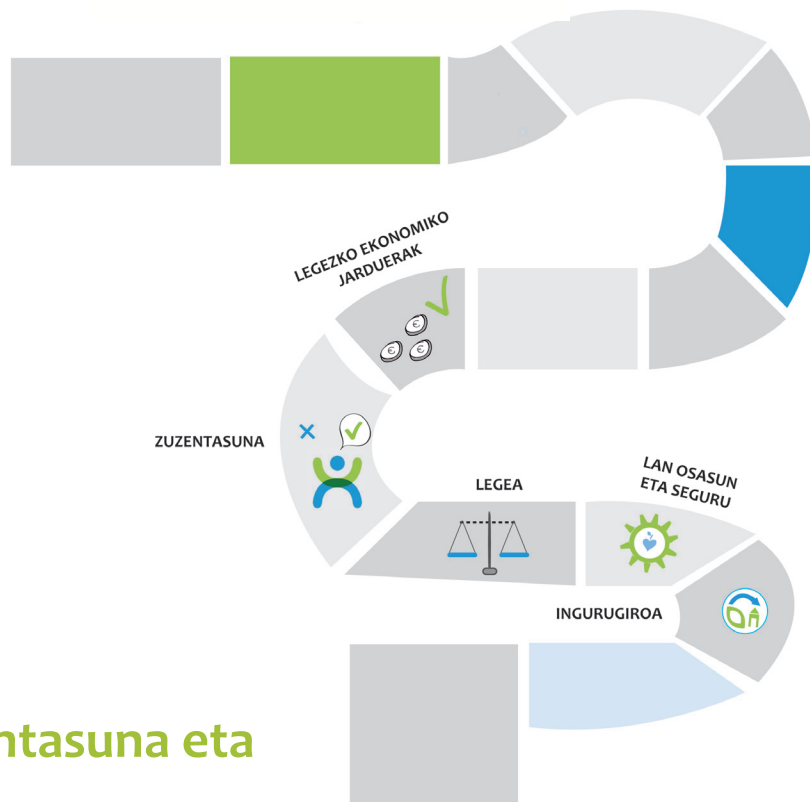 LEGEZKO EKONOMIKO
JARDUERAK
€
€ €
ZUZENTASUNA
LEGEA
LAN OSASUN
ETA SEGURU
INGURUGIROA
ntasuna eta